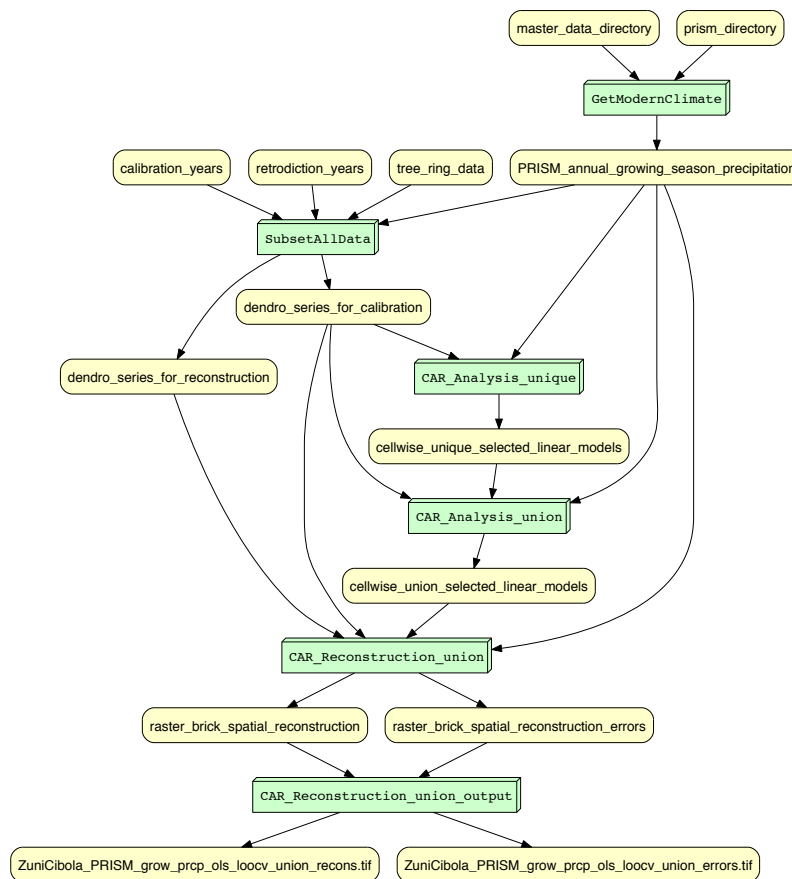 master_data_directory
prism_directory
GetModernClimate
calibration_years
retrodiction_years
tree_ring_data
PRISM_annual_growing_season_precipitation
SubsetAllData
dendro_series_for_calibration
dendro_series_for_reconstruction
CAR_Analysis_unique
cellwise_unique_selected_linear_models
CAR_Analysis_union
cellwise_union_selected_linear_models
CAR_Reconstruction_union
raster_brick_spatial_reconstruction
raster_brick_spatial_reconstruction_errors
CAR_Reconstruction_union_output
ZuniCibola_PRISM_grow_prcp_ols_loocv_union_recons.tif
ZuniCibola_PRISM_grow_prcp_ols_loocv_union_errors.tif